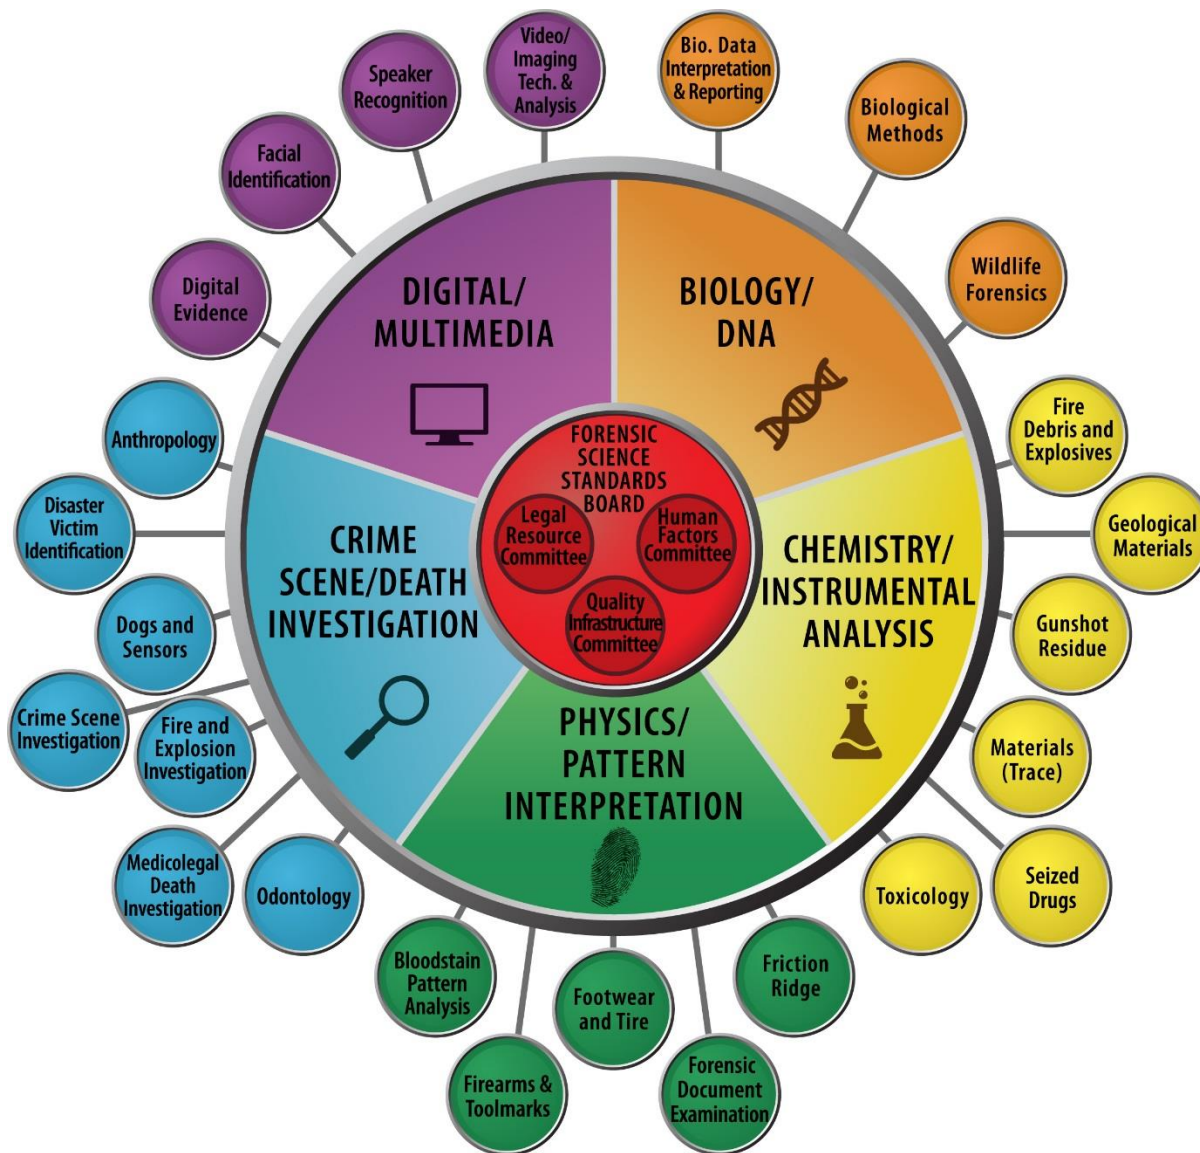 Video/
Imaging
Tech. &
Analysis
Bio. Data
Interpretation
& Reporting
Speaker
Recognition
Biological
Methods
Facial
Identification
Wildlife
Forensics
Digital
Evidence
DIGITAL/
MULTIMEDIA
BIOLOGY/
DNA
Anthropology
Fire
Debris and
Explosives
FORENSIC
SCIENCE
STANDARDS
BOARD
Legal
Resource
Committee
Human
Factors
Committee
Quality
Infrastructure
Committee
Disaster
Victim
Identification
Geological
Materials
CRIME
SCENE/DEATH
INVESTIGATION
CHEMISTRY/
INSTRUMENTAL
ANALYSIS
Dogs and
Sensors
Gunshot
Residue
Crime Scene
Investigation
Fire and
Explosion
Investigation
PHYSICS/
PATTERN
INTERPRETATION
Materials
(Trace)
Medicolegal
Death
Investigation
Odontology
Toxicology
Seized
Drugs
Bloodstain
Pattern
Analysis
Footwear
and Tire
Friction
Ridge
Firearms &
Toolmarks
Forensic
Document
Examination